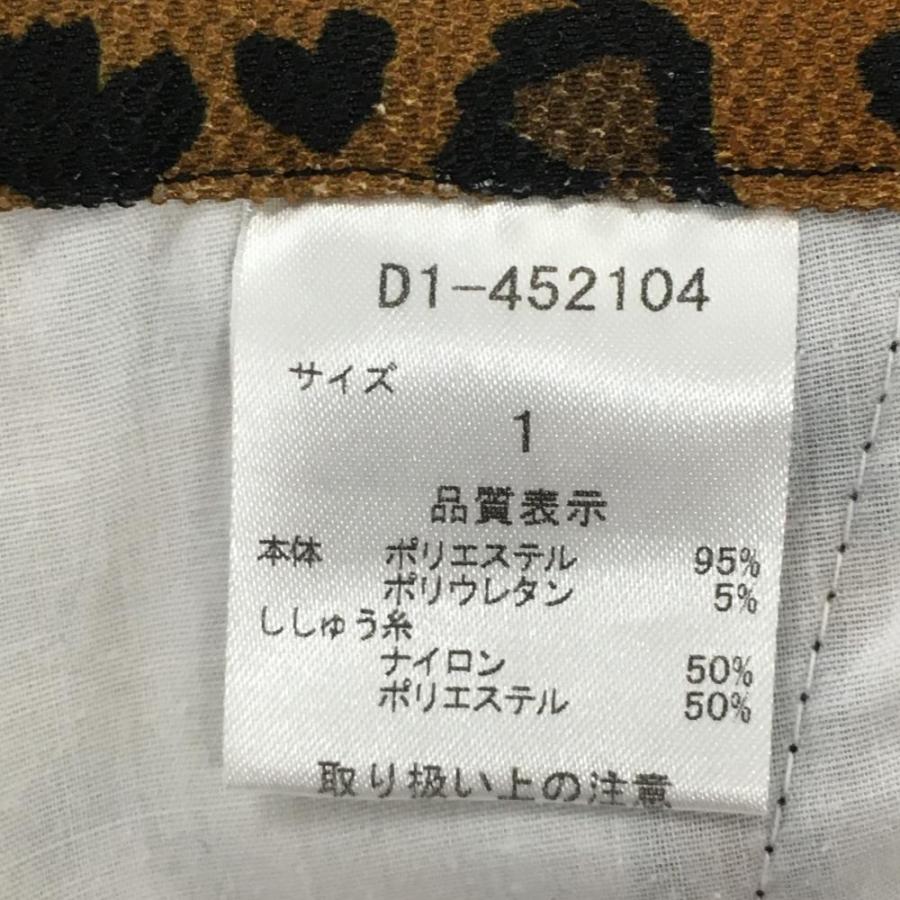 D1-452104
サイズ
1
品質表示
本体 ポリエステル 95%
ポリウレタン 5%
ししゅう糸
ナイロン 50%
ポリエステル 50%
取り扱い上の注意